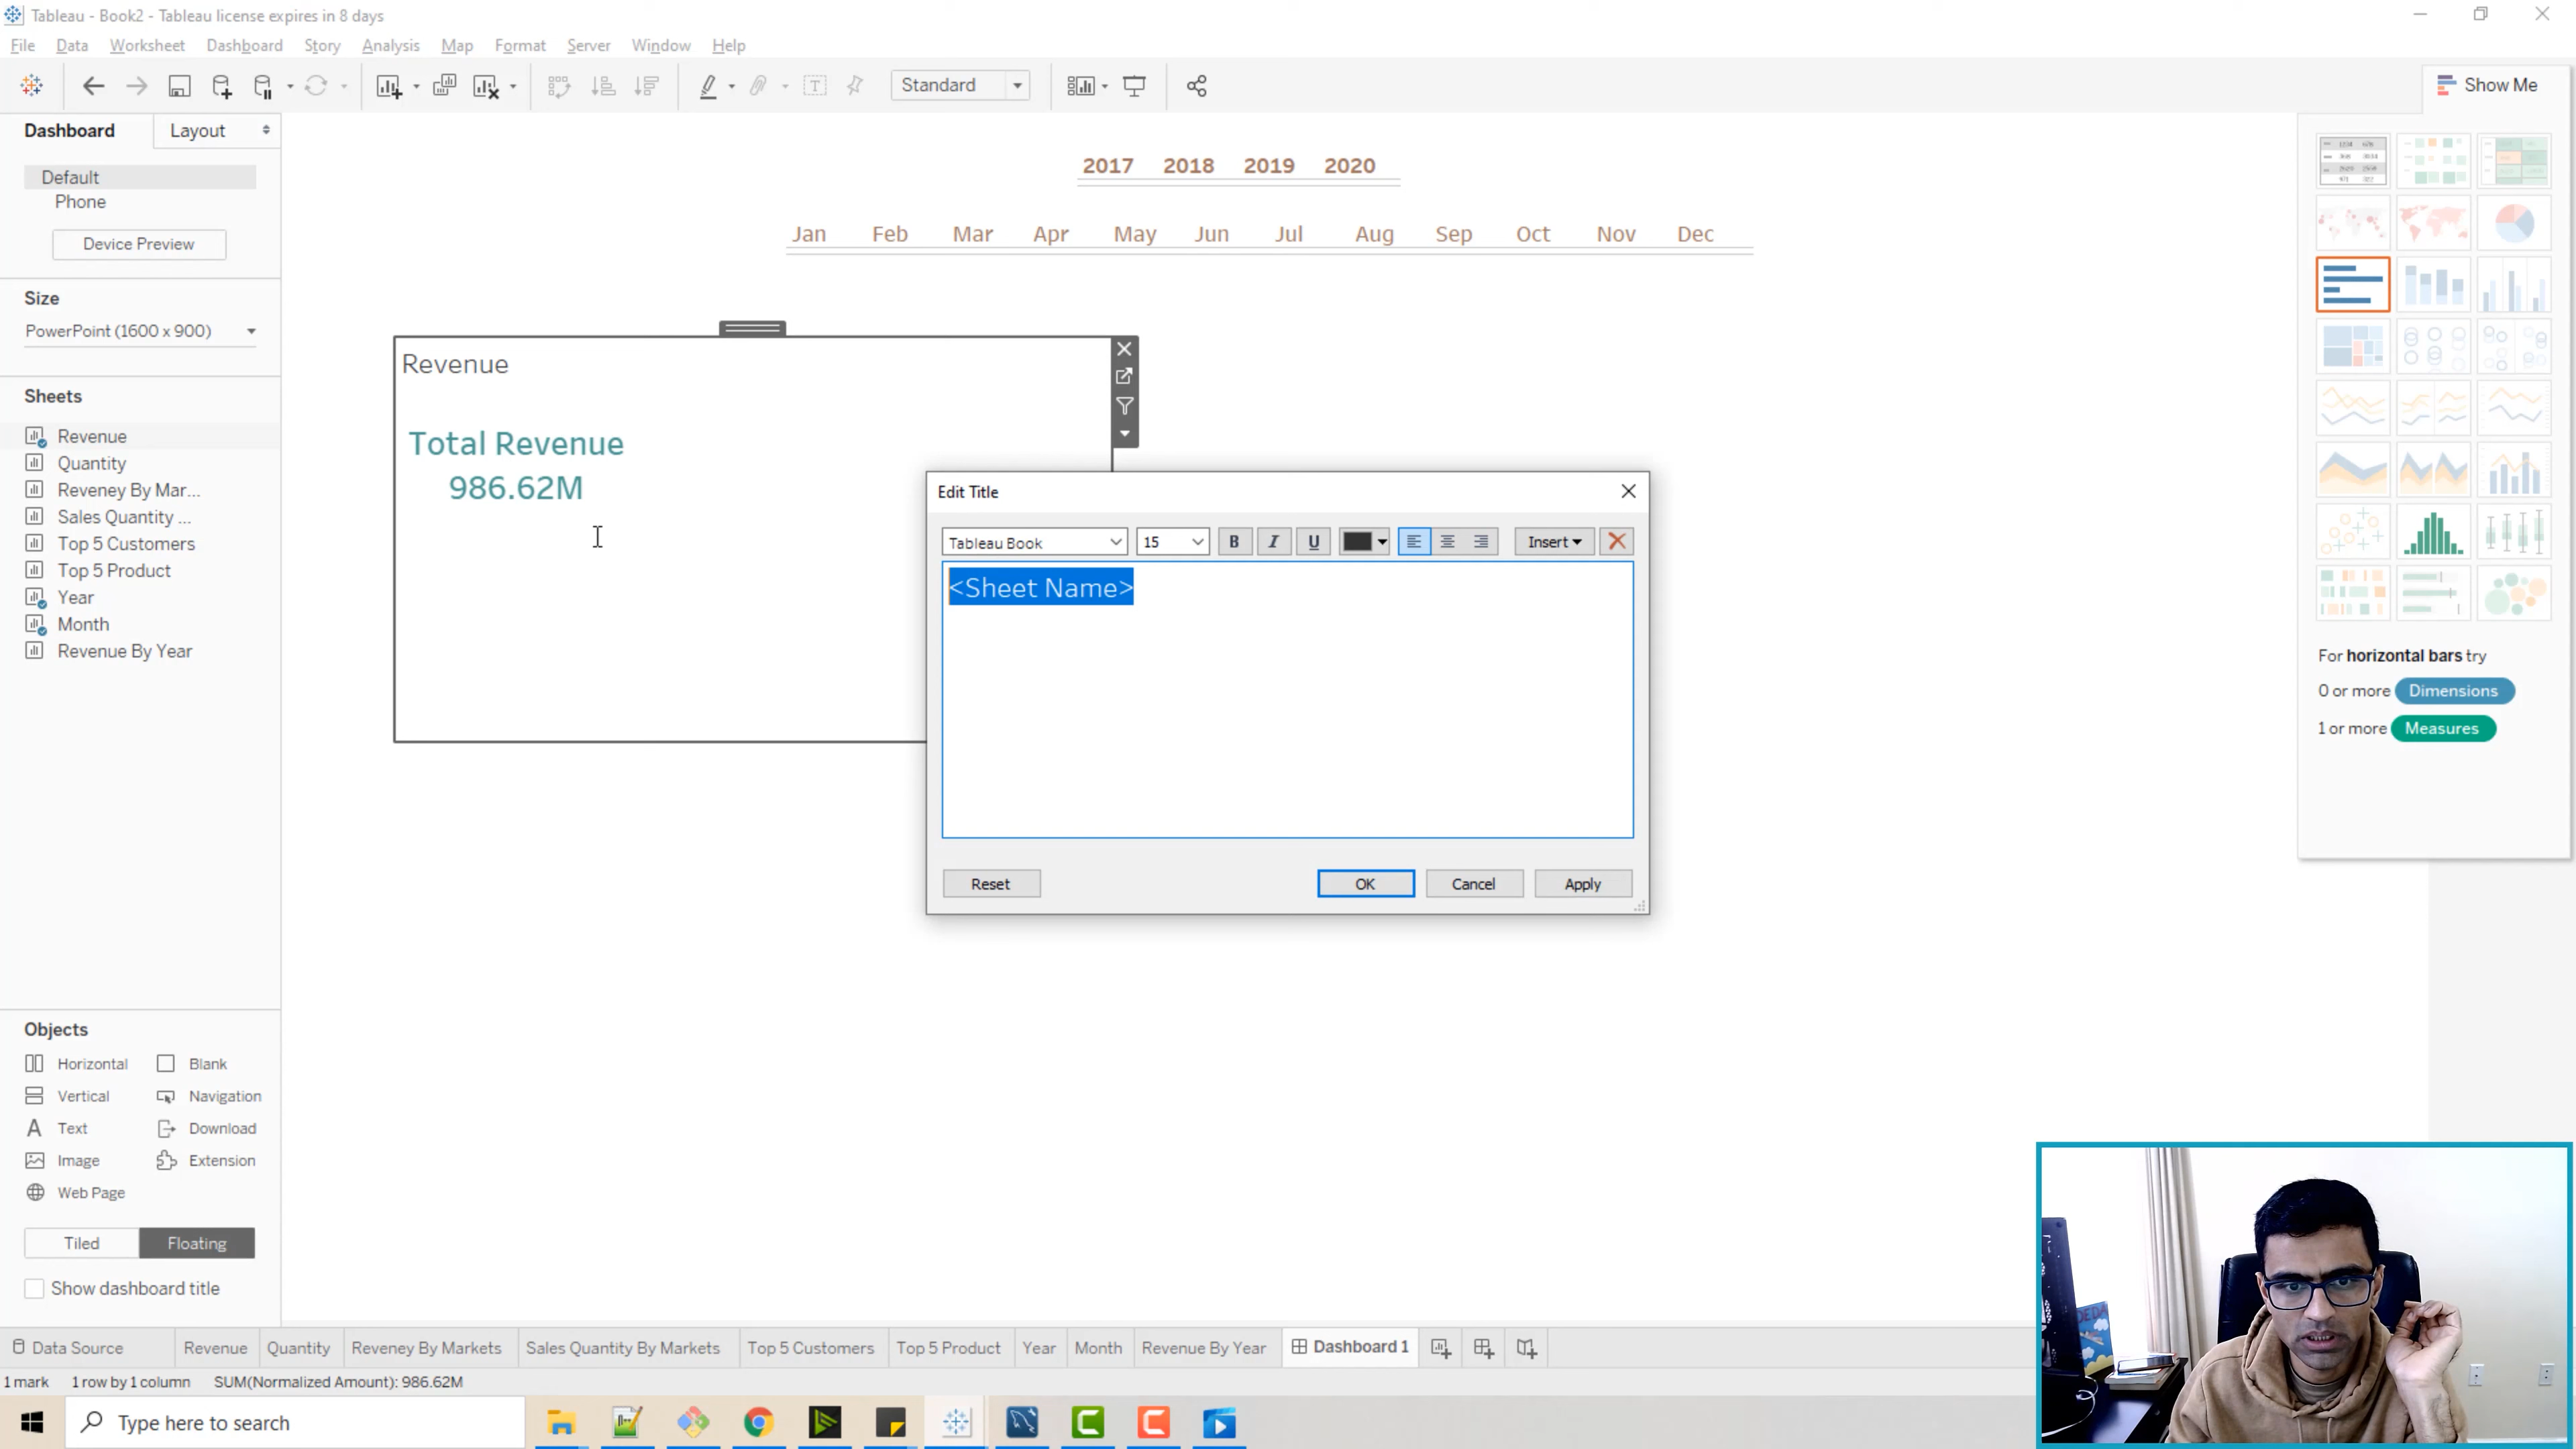 Tableau - Book2 - Tableau license expires in 8 days
File Data Worksheet Dashboard Story Analysis Map Format Server Window Help
Standard
Show Me
Dashboard Layout
Default
Phone
Device Preview
Size
PowerPoint (1600 x 900)
Sheets
Revenue
Quantity
Reveney By Mar...
Sales Quantity ...
Top 5 Customers
Top 5 Product
Year
Month
Revenue By Year
2017 2018 2019 2020
Jan Feb Mar Apr May Jun Jul Aug Sep Oct Nov Dec
Revenue
Total Revenue
986.62M
Edit Title
Tableau Book 15 B I U Insert
<Sheet Name>
Reset OK Cancel Apply
For horizontal bars try
0 or more Dimensions
1 or more Measures
Objects
Horizontal Blank
Vertical Navigation
A Text Download
Image Extension
Web Page
Tiled Floating
Show dashboard title
Data Source Revenue Quantity Reveney By Markets Sales Quantity By Markets Top 5 Customers Top 5 Product Year Month Revenue By Year Dashboard 1
1 mark 1 row by 1 column SUM(Normalized Amount): 986.62M
Type here to search